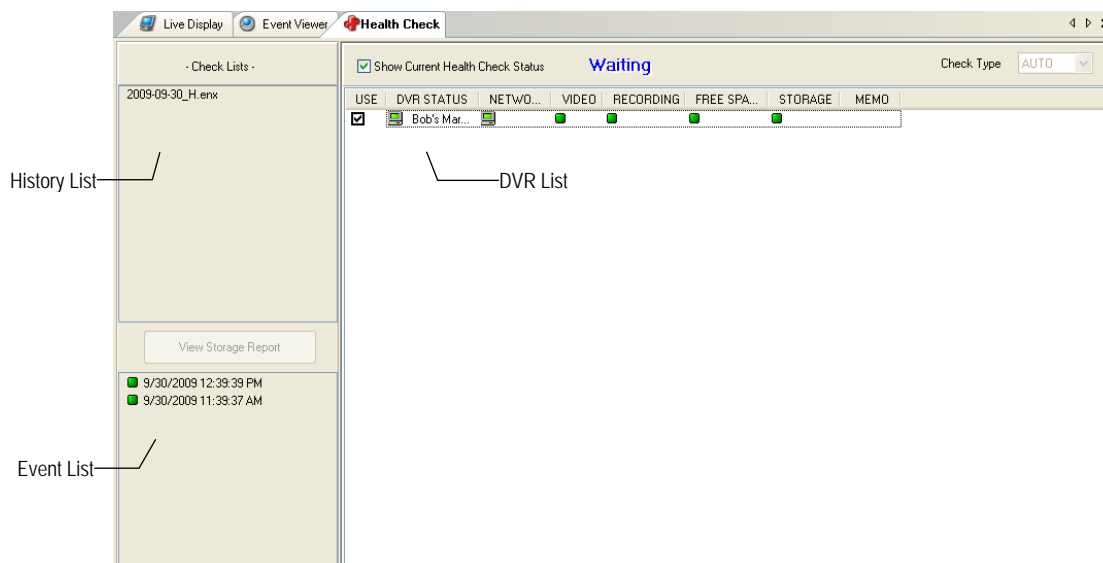 Live Display Event Viewer Health Check
- Check Lists -
Show Current Health Check Status Waiting Check Type AUTO
2009-09-30_H.enx
USE DVR STATUS NETWO... VIDEO RECORDING FREE SPA... STORAGE MEMO
Bob's Mar...
History List
DVR List
View Storage Report
9/30/2009 12:39:39 PM
9/30/2009 11:39:37 AM
Event List